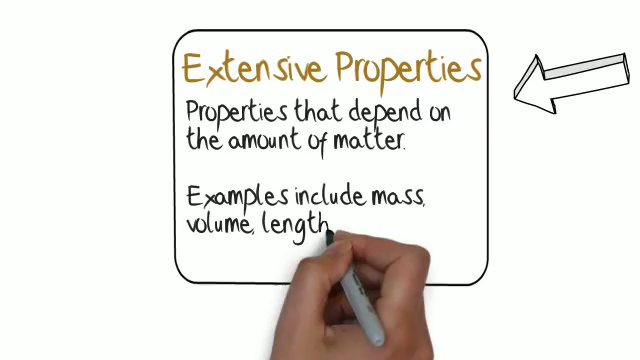 Extensive Properties
Properties that depend on
the amount of matter.
Examples include mass,
volume, length